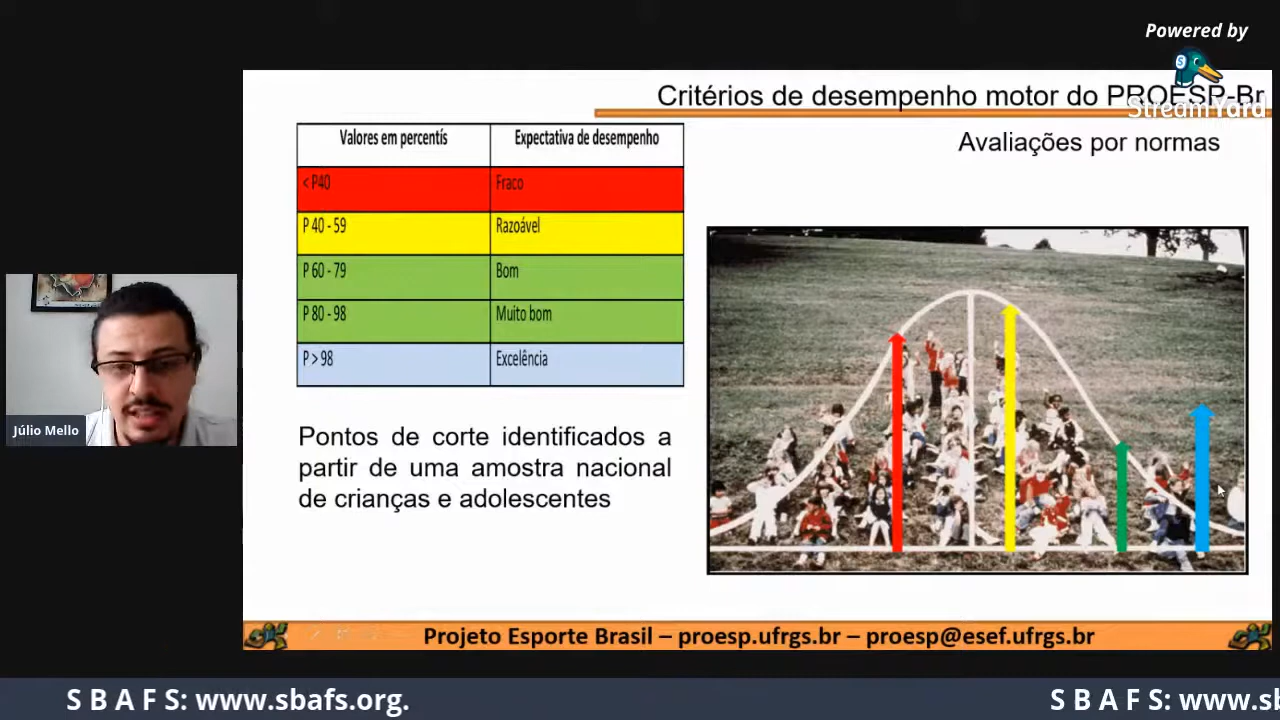 Powered by
StreamYard
Critérios de desempenho motor do PROESP-Br
Avaliações por normas
Valores em percentís
Expectativa de desempenho
< P40
Fraco
P 40 - 59
Razoável
P 60 - 79
Bom
P 80 - 98
Muito bom
P > 98
Excelência
Pontos de corte identificados a
partir de uma amostra nacional
de crianças e adolescentes
Júlio Mello
Projeto Esporte Brasil – proesp.ufrgs.br – proesp@esef.ufrgs.br
S B A F S: www.sbafs.org.
S B A F S: www.sb